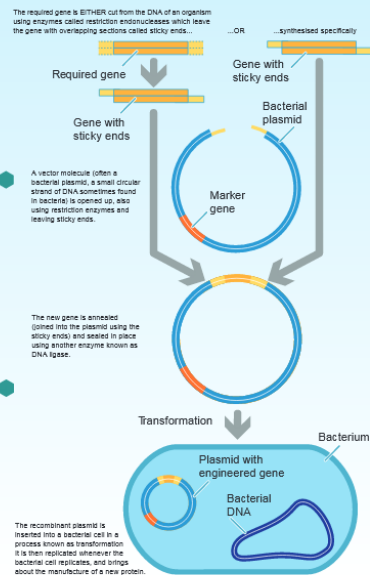 The required gene is EITHER cut from the DNA of an organism
using enzymes called restriction endonucleases which leave
the gene with overlapping sections called sticky ends...
...OR
...synthesised specifically
Required gene
Gene with
sticky ends
Gene with
sticky ends
Bacterial
plasmid
A vector molecule (often a
bacterial plasmid, a small circular
strand of DNA sometimes found
in bacteria) is opened up, also
using restriction enzymes and
leaving sticky ends.
Marker
gene
The new gene is annealed
(joined into the plasmid using the
sticky ends) and sealed in place
using another enzyme known as
DNA ligase.
Transformation
Bacterium
Plasmid with
engineered gene
Bacterial
DNA
The recombinant plasmid is
inserted into a bacterial cell in a
process known as transformation
It is then replicated whenever the
bacterial cell replicates, and brings
about the manufacture of a new protein.